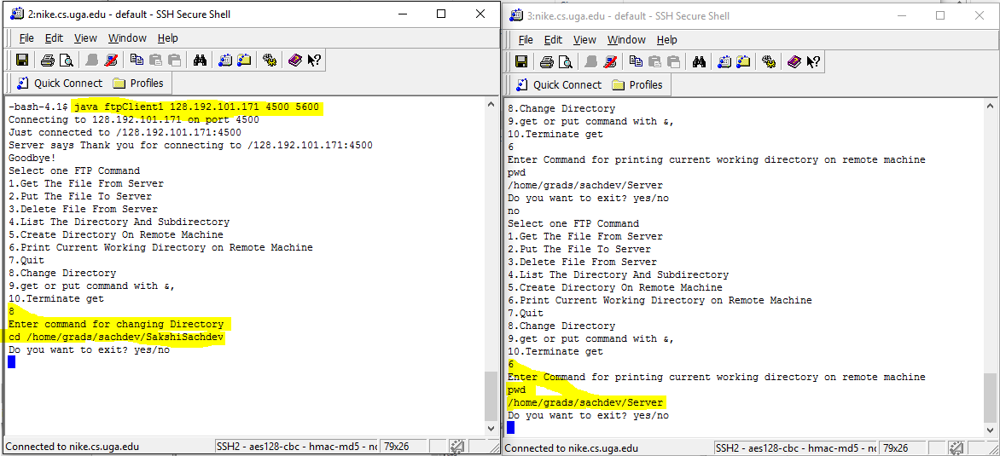 2:nike.cs.uga.edu - default - SSH Secure Shell
File Edit View Window Help
Quick Connect Profiles
-bash-4.1$ java ftpClient1 128.192.101.171 4500 5600
Connecting to 128.192.101.171 on port 4500
Just connected to /128.192.101.171:4500
Server says Thank you for connecting to /128.192.101.171:4500
Goodbye!
Select one FTP Command
1.Get The File From Server
2.Put The File To Server
3.Delete File From Server
4.List The Directory And Subdirectory
5.Create Directory On Remote Machine
6.Print Current Working Directory on Remote Machine
7.Quit
8.Change Directory
9.get or put command with &,
10.Terminate get
8
Enter command for changing Directory
cd /home/grads/sachdev/SakshiSachdev
Do you want to exit? yes/no
Connected to nike.cs.uga.edu
SSH2 - aes128-cbc - hmac-md5 - nc
79x26
3:nike.cs.uga.edu - default - SSH Secure Shell
File Edit View Window Help
Quick Connect Profiles
8.Change Directory
9.get or put command with &,
10.Terminate get
6
Enter Command for printing current working directory on remote machine
pwd
/home/grads/sachdev/Server
Do you want to exit? yes/no
no
Select one FTP Command
1.Get The File From Server
2.Put The File To Server
3.Delete File From Server
4.List The Directory And Subdirectory
5.Create Directory On Remote Machine
6.Print Current Working Directory on Remote Machine
7.Quit
8.Change Directory
9.get or put command with &,
10.Terminate get
6
Enter Command for printing current working directory on remote machine
pwd
/home/grads/sachdev/Server
Do you want to exit? yes/no
Connected to nike.cs.uga.edu
SSH2 - aes128-cbc - hmac-md5 - nc
79x26